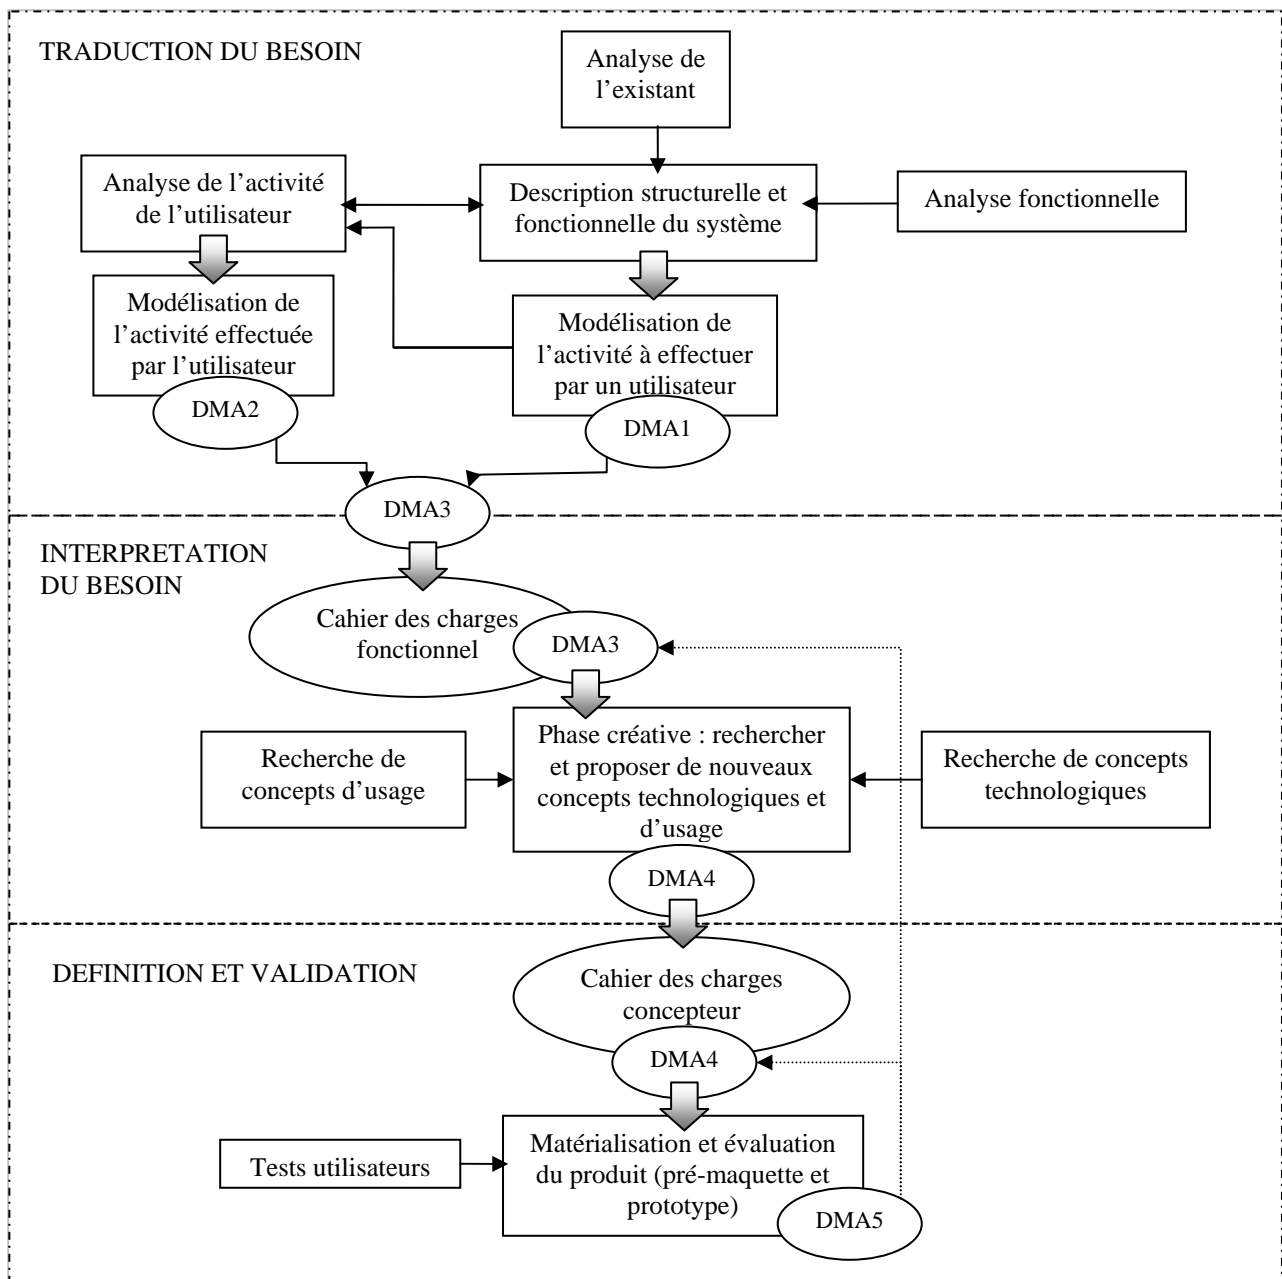 TRADUCTION DU BESOIN
Analyse de
l’existant
Analyse de l’activité
de l’utilisateur
Description structurelle et
fonctionnelle du système
Analyse fonctionnelle
Modélisation de
l’activité effectuée
par l’utilisateur
DMA2
Modélisation de
l’activité à effectuer
par un utilisateur
DMA1
DMA3
INTERPRETATION
DU BESOIN
Cahier des charges
fonctionnel
DMA3
Recherche de
concepts d’usage
Phase créative : rechercher
et proposer de nouveaux
concepts technologiques et
d’usage
Recherche de concepts
technologiques
DMA4
DEFINITION ET VALIDATION
Cahier des charges
concepteur
DMA4
Tests utilisateurs
Matérialisation et évaluation
du produit (pré-maquette et
prototype)
DMA5